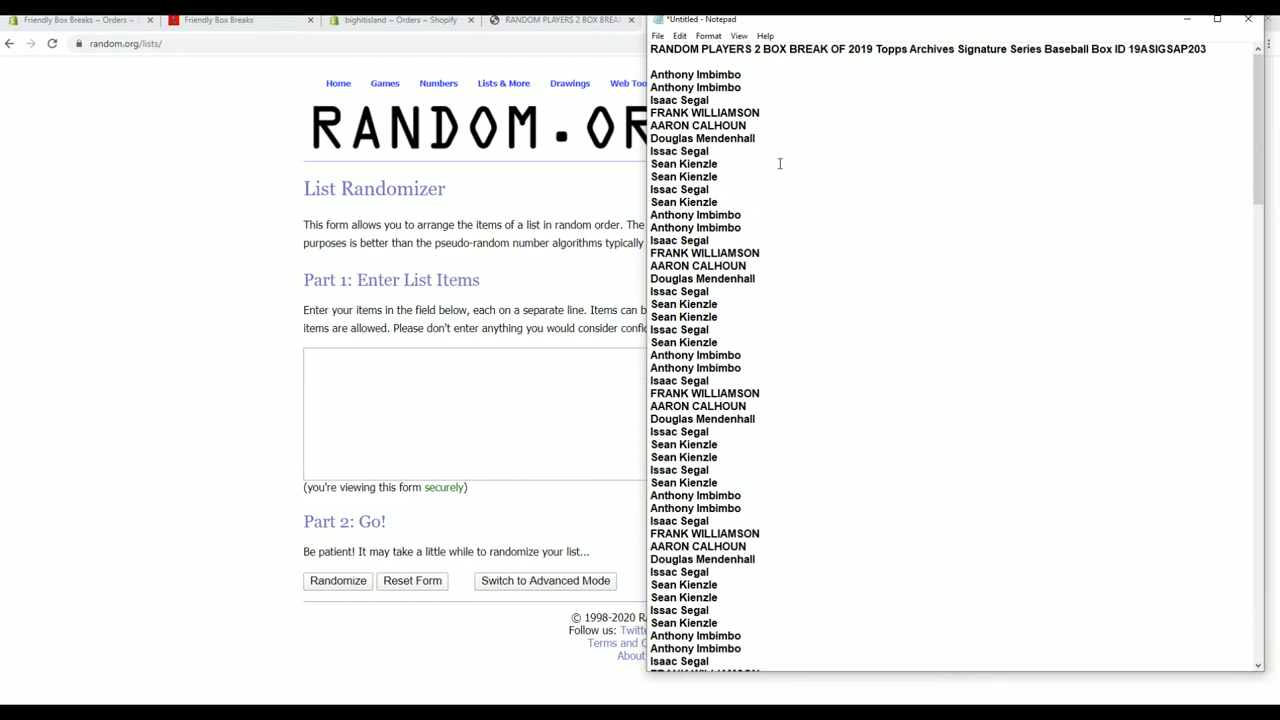 Friendly Box Breaks ~ Orders ~ S
Friendly Box Breaks
bighitisland ~ Orders ~ Shopify
RANDOM PLAYERS 2 BOX BREAK
random.org/lists/
Home
Games
Numbers
Lists & More
Drawings
Web Too
RANDOM.OR
List Randomizer
This form allows you to arrange the items of a list in random order. The
purposes is better than the pseudo-random number algorithms typically
Part 1: Enter List Items
Enter your items in the field below, each on a separate line. Items can b
items are allowed. Please don't enter anything you would consider confid
(you're viewing this form securely)
Part 2: Go!
Be patient! It may take a little while to randomize your list...
Randomize
Reset Form
Switch to Advanced Mode
© 1998-2020 R
Follow us: Twitte
Terms and C
About
*Untitled - Notepad
File Edit Format View Help
RANDOM PLAYERS 2 BOX BREAK OF 2019 Topps Archives Signature Series Baseball Box ID 19ASIGSAP203
Anthony Imbimbo
Anthony Imbimbo
Isaac Segal
FRANK WILLIAMSON
AARON CALHOUN
Douglas Mendenhall
Issac Segal
Sean Kienzle
Sean Kienzle
Issac Segal
Sean Kienzle
Anthony Imbimbo
Anthony Imbimbo
Isaac Segal
FRANK WILLIAMSON
AARON CALHOUN
Douglas Mendenhall
Issac Segal
Sean Kienzle
Sean Kienzle
Issac Segal
Sean Kienzle
Anthony Imbimbo
Anthony Imbimbo
Isaac Segal
FRANK WILLIAMSON
AARON CALHOUN
Douglas Mendenhall
Issac Segal
Sean Kienzle
Sean Kienzle
Issac Segal
Sean Kienzle
Anthony Imbimbo
Anthony Imbimbo
Isaac Segal
FRANK WILLIAMSON
AARON CALHOUN
Douglas Mendenhall
Issac Segal
Sean Kienzle
Sean Kienzle
Issac Segal
Sean Kienzle
Anthony Imbimbo
Anthony Imbimbo
Isaac Segal
FRANK WILLIAMSON